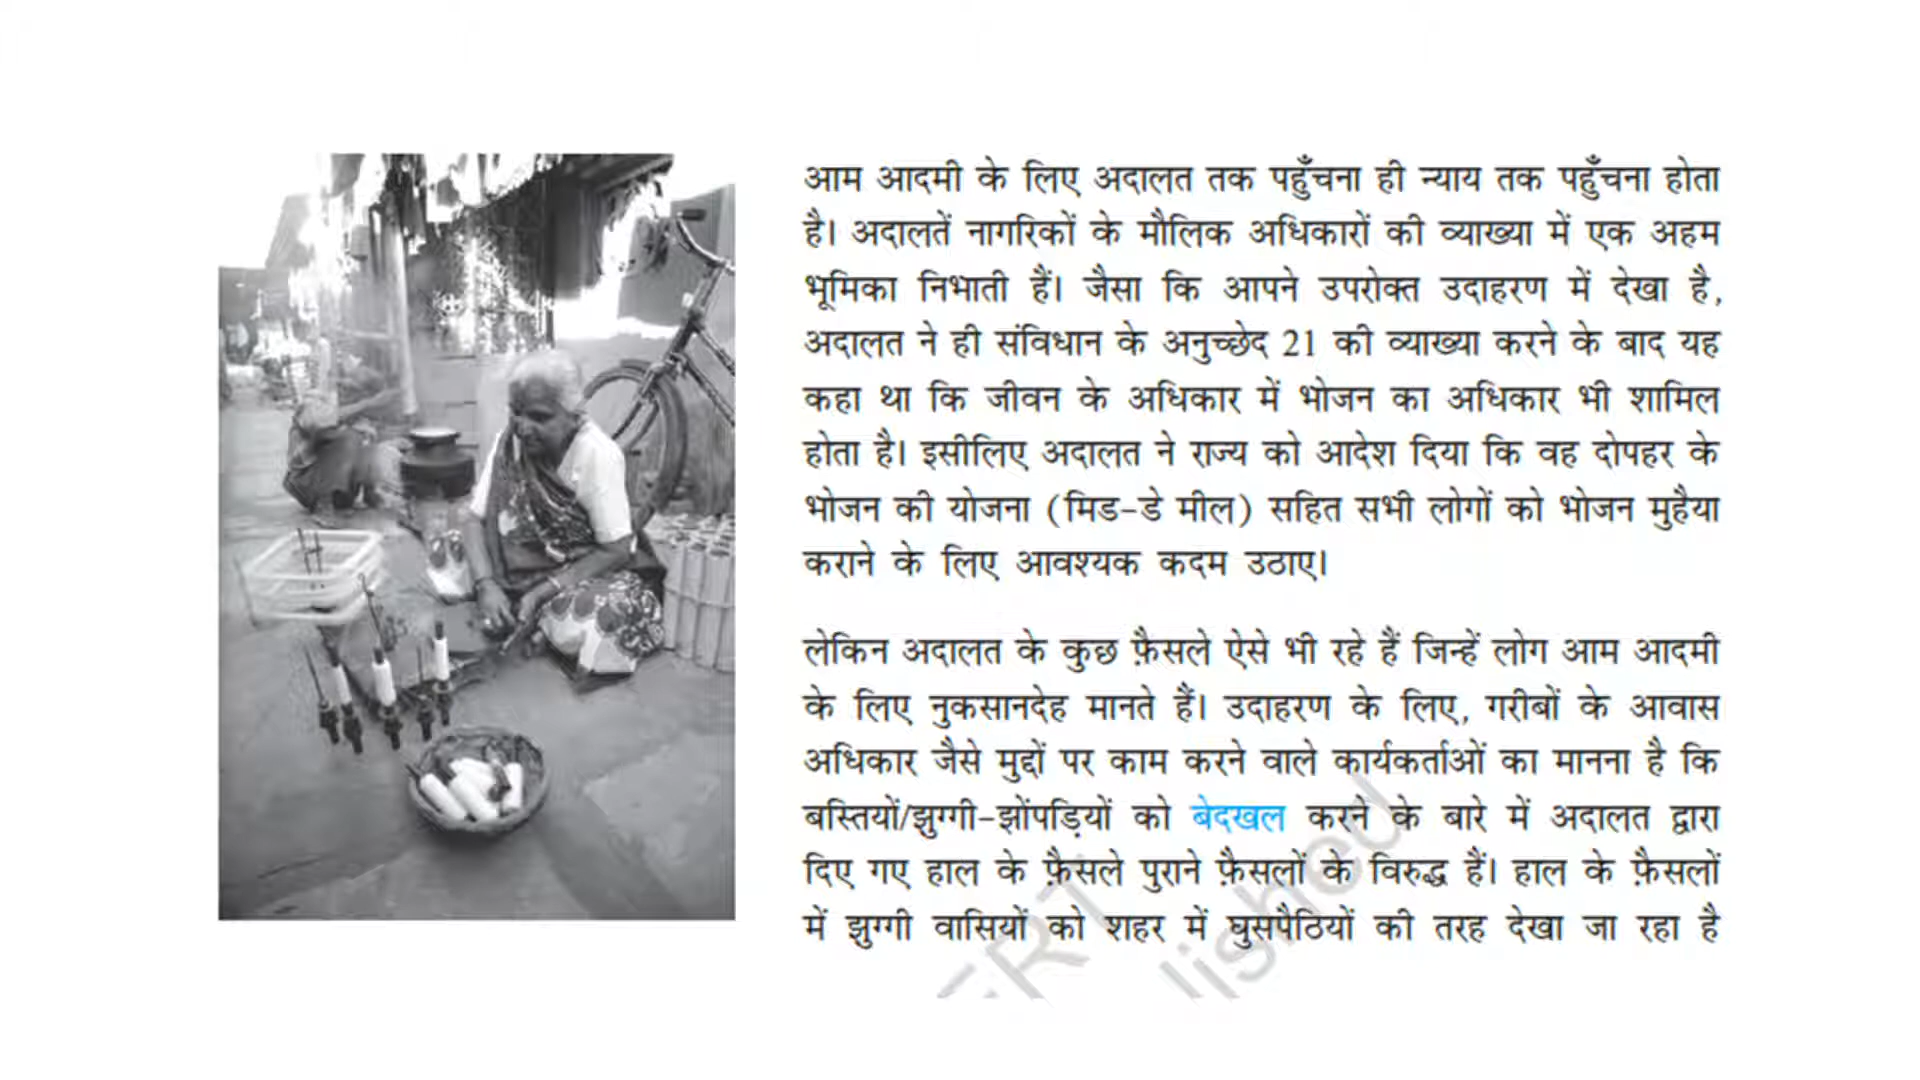 आम आदमी के लिए अदालत तक पहुँचना ही न्याय तक पहुँचना होता
है। अदालतें नागरिकों के मौलिक अधिकारों की व्याख्या में एक अहम
भूमिका निभाती हैं। जैसा कि आपने उपरोक्त उदाहरण में देखा है,
अदालत ने ही संविधान के अनुच्छेद 21 की व्याख्या करने के बाद यह
कहा था कि जीवन के अधिकार में भोजन का अधिकार भी शामिल
होता है। इसीलिए अदालत ने राज्य को आदेश दिया कि वह दोपहर के
भोजन की योजना (मिड-डे मील) सहित सभी लोगों को भोजन मुहैया
कराने के लिए आवश्यक कदम उठाए।
लेकिन अदालत के कुछ फ़ैसले ऐसे भी रहे हैं जिन्हें लोग आम आदमी
के लिए नुकसानदेह मानते हैं। उदाहरण के लिए, गरीबों के आवास
अधिकार जैसे मुद्दों पर काम करने वाले कार्यकर्ताओं का मानना है कि
बस्तियों/झुग्गी-झोंपड़ियों को बेदखल करने के बारे में अदालत द्वारा
दिए गए हाल के फ़ैसले पुराने फ़ैसलों के विरुद्ध हैं। हाल के फ़ैसलों
में झुग्गी वासियों को शहर में घुसपैठियों की तरह देखा जा रहा है